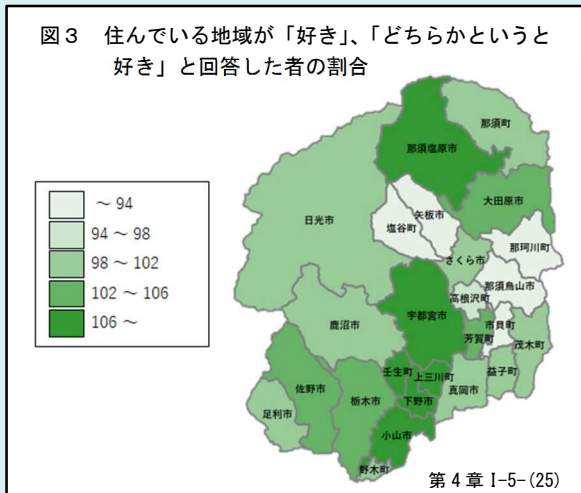 図3 住んでいる地域が「好き」、「どちらかというと
好き」と回答した者の割合
～94
94～98
98～102
102～106
106～
那須町
那須塩原市
大田原市
日光市
矢板市
塩谷町
那珂川町
さくら市
那須烏山市
高根沢町
宇都宮市
鹿沼市
市貝町
芳賀町
茂木町
壬生町
上三川町
益子町
真岡市
佐野市
栃木市
下野市
足利市
小山市
野木町
第4章 I-5-(25)